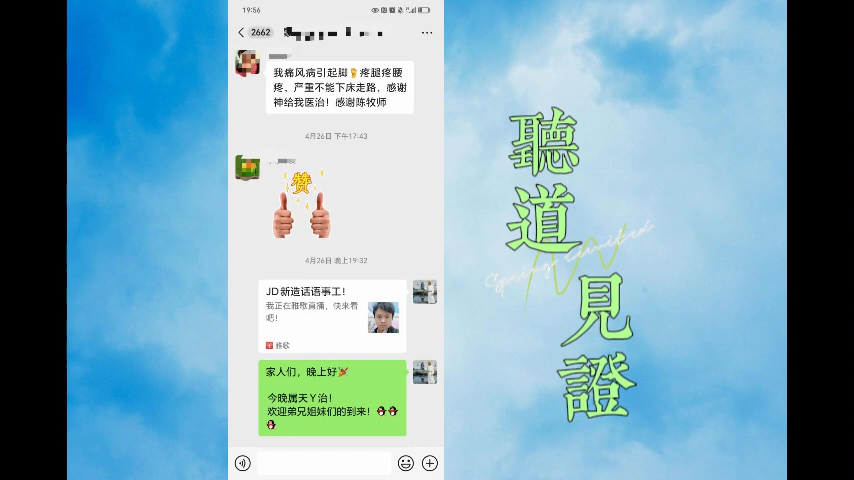 19:56
2662
我痛风病引起脚🦶疼腿疼腰
疼，严重不能下床走路，感谢
神给我医治！感谢陈牧师
4月26日 下午17:43
赞
4月26日 晚上19:32
JD新造话语事工！
我正在雅歌直播，快来看
吧！
雅歌
家人们，晚上好
今晚属天Y治！
欢迎弟兄姐妹们的到来！
聽
道
見
證